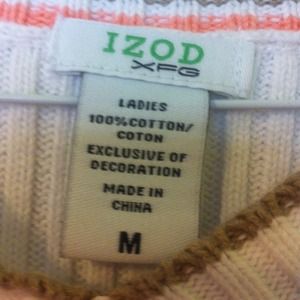 IZOD
XFG
LADIES
100%COTTON/
COTON
EXCLUSIVE OF
DECORATION
MADE IN
CHINA
M